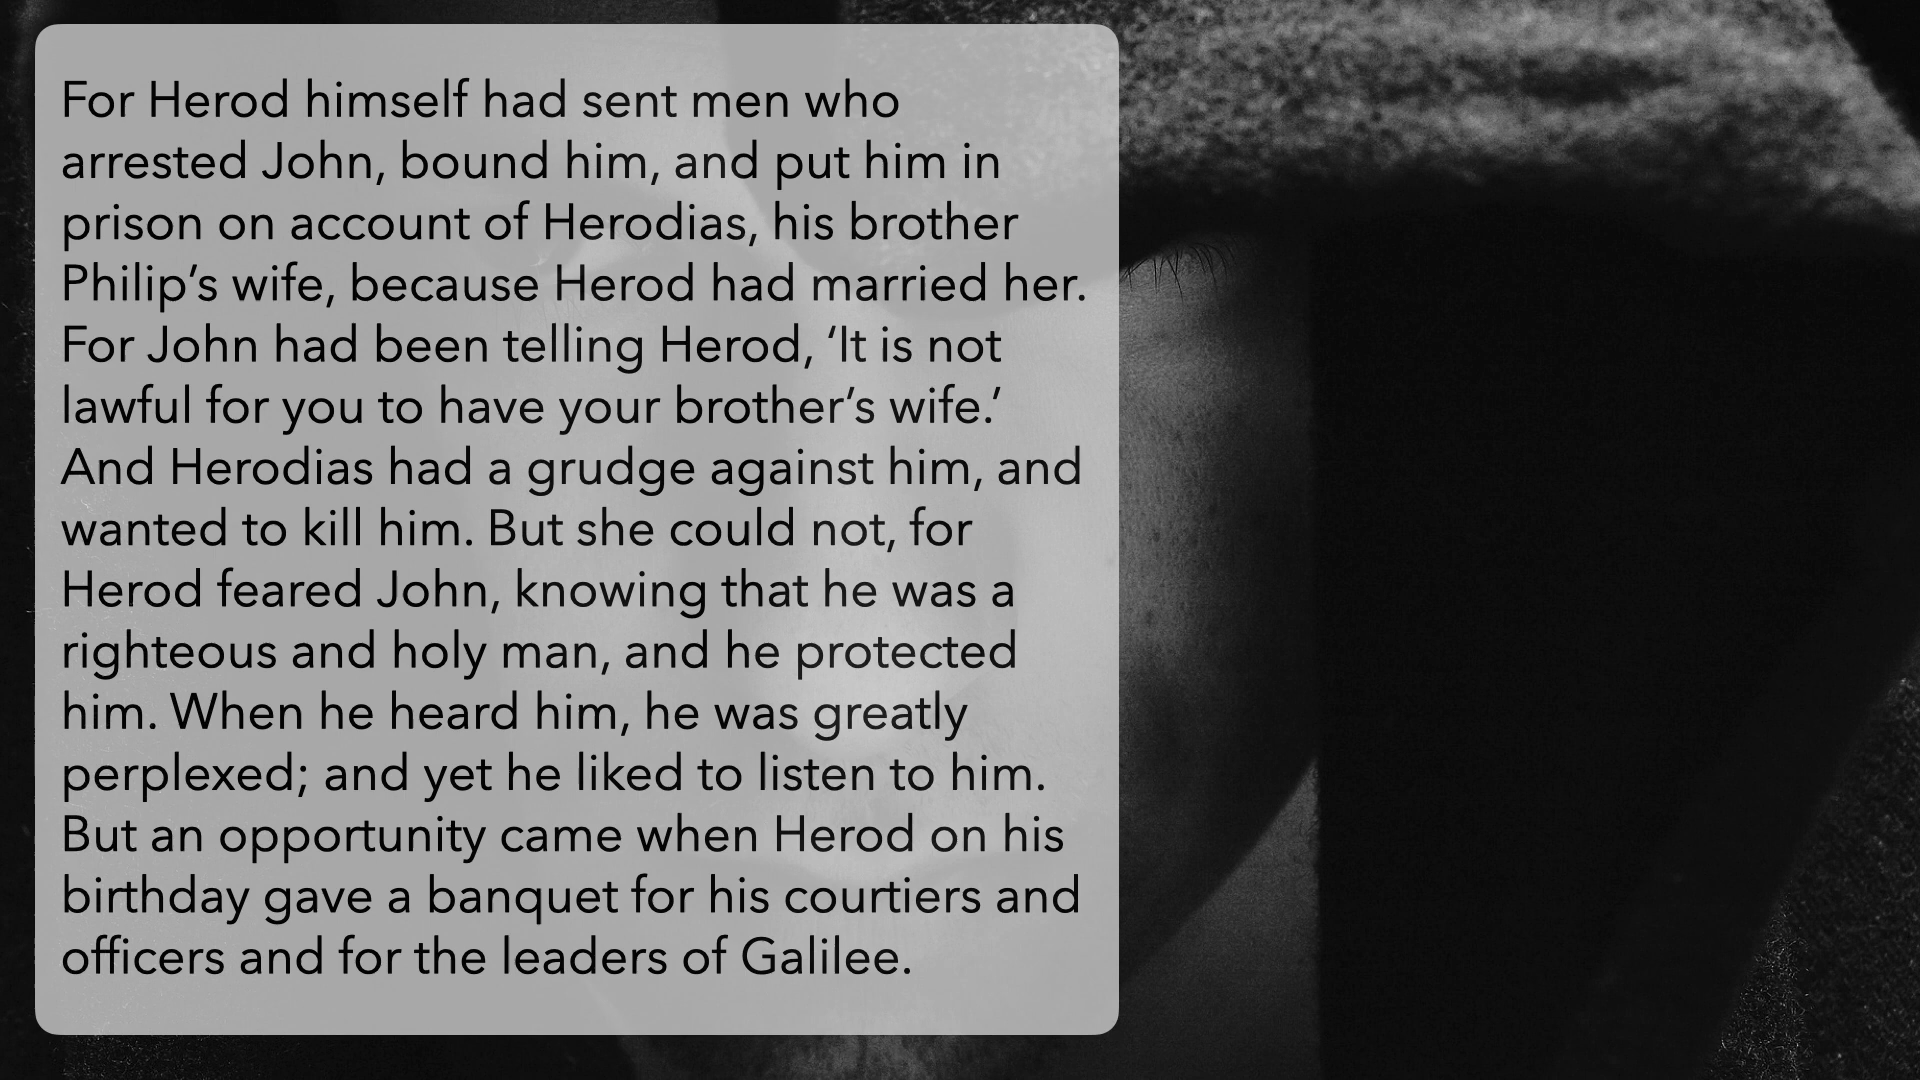 For Herod himself had sent men who
arrested John, bound him, and put him in
prison on account of Herodias, his brother
Philip’s wife, because Herod had married her.
For John had been telling Herod, ‘It is not
lawful for you to have your brother’s wife.’
And Herodias had a grudge against him, and
wanted to kill him. But she could not, for
Herod feared John, knowing that he was a
righteous and holy man, and he protected
him. When he heard him, he was greatly
perplexed; and yet he liked to listen to him.
But an opportunity came when Herod on his
birthday gave a banquet for his courtiers and
officers and for the leaders of Galilee.